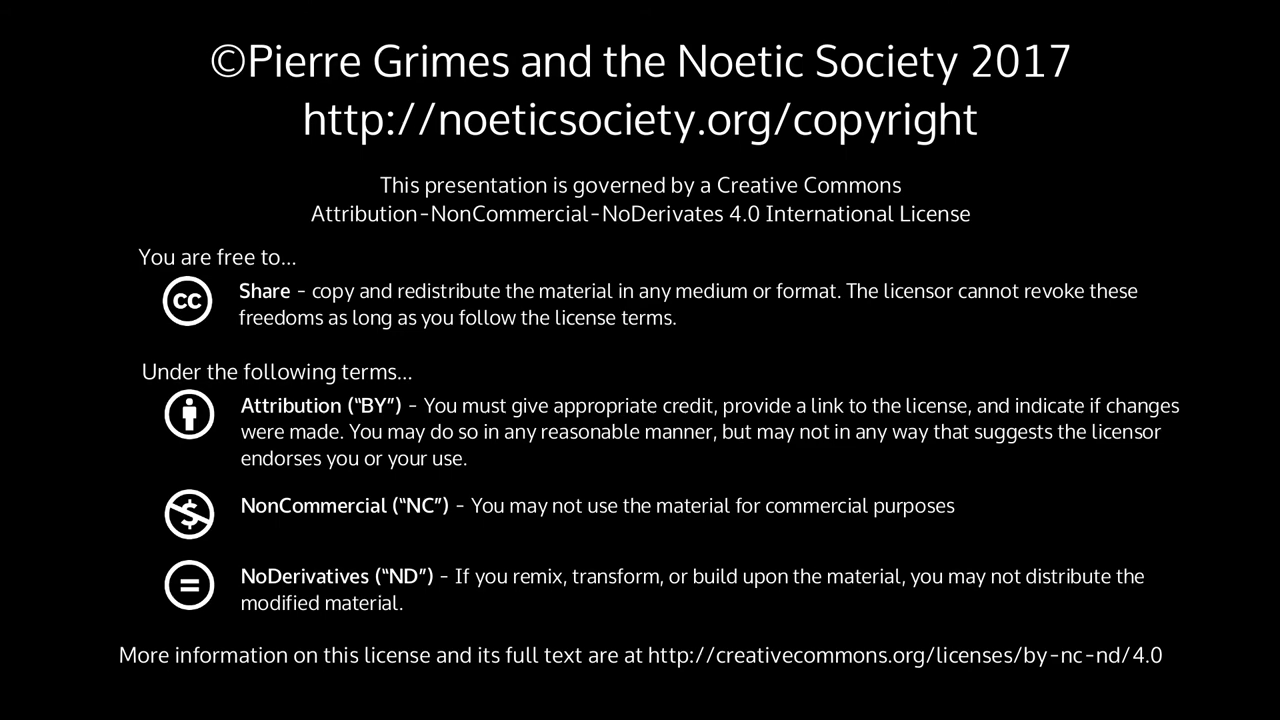 ©Pierre Grimes and the Noetic Society 2017
http://noeticsociety.org/copyright
This presentation is governed by a Creative Commons
Attribution-NonCommercial-NoDerivates 4.0 International License
You are free to...
cc
Share - copy and redistribute the material in any medium or format. The licensor cannot revoke these
freedoms as long as you follow the license terms.
Under the following terms...
Attribution (“BY”) - You must give appropriate credit, provide a link to the license, and indicate if changes
were made. You may do so in any reasonable manner, but may not in any way that suggests the licensor
endorses you or your use.
NonCommercial (“NC”) - You may not use the material for commercial purposes
NoDerivatives (“ND”) - If you remix, transform, or build upon the material, you may not distribute the
modified material.
More information on this license and its full text are at http://creativecommons.org/licenses/by-nc-nd/4.0